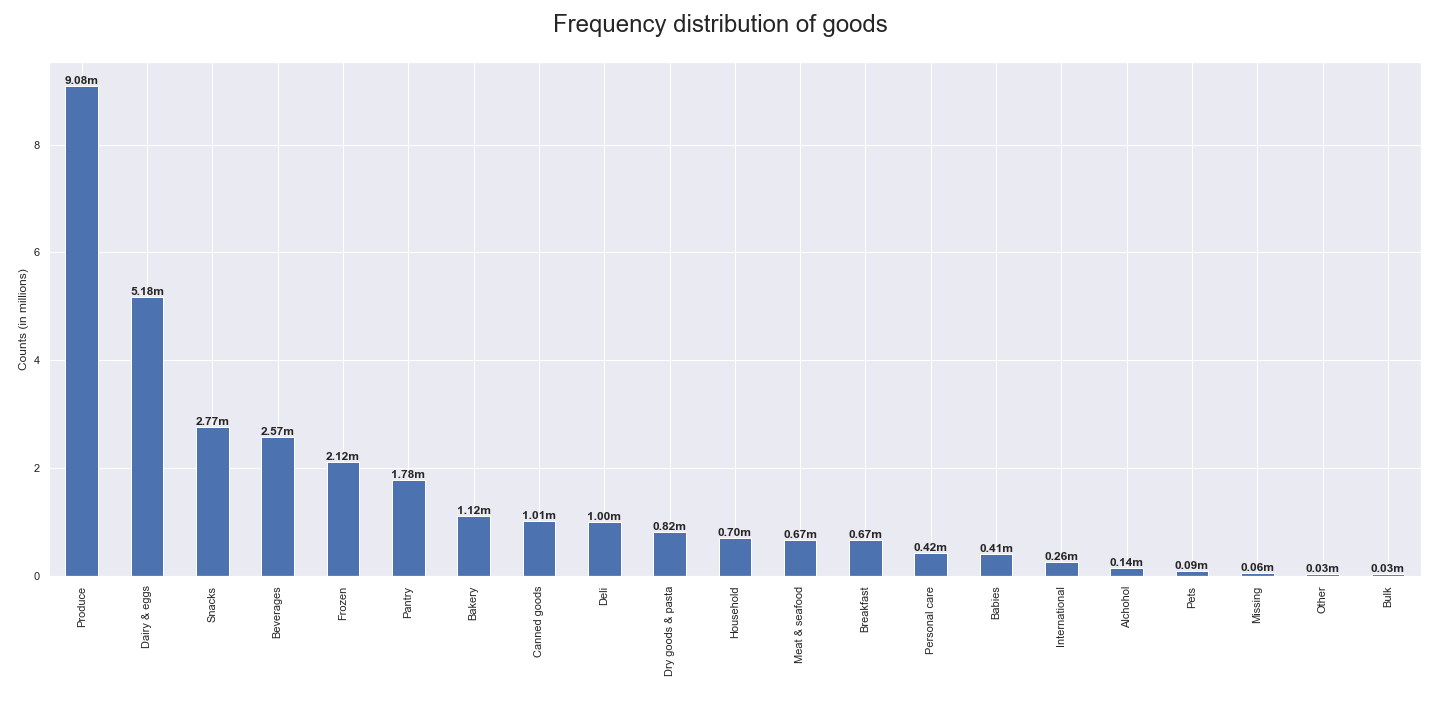 Frequency distribution of goods
9.08m
5.18m
2.77m
2.57m
2.12m
1.78m
1.12m
1.01m
1.00m
0.82m
0.70m
0.67m
0.67m
0.42m
0.41m
0.26m
0.14m
0.09m
0.06m
0.03m
0.03m
Counts (in millions)
8
6
4
2
0
Produce
Dairy & eggs
Snacks
Beverages
Frozen
Pantry
Bakery
Canned goods
Deli
Dry goods & pasta
Household
Meat & seafood
Breakfast
Personal care
Babies
International
Alchohol
Pets
Missing
Other
Bulk